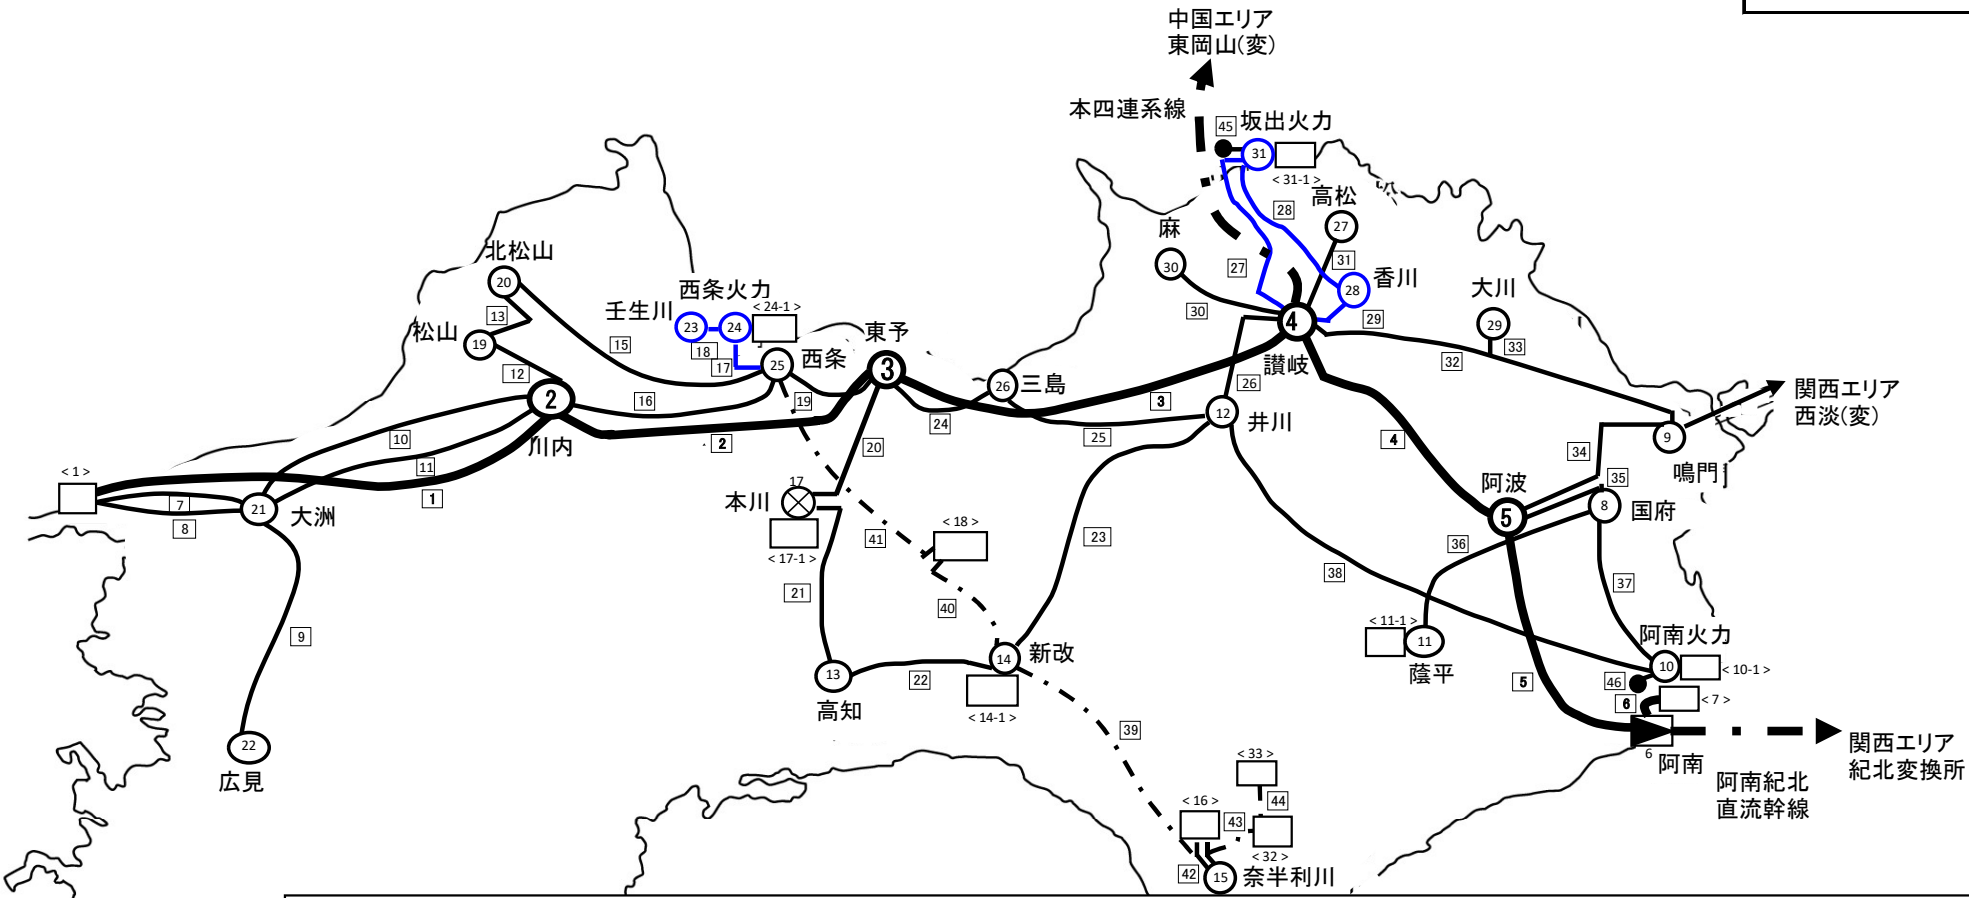 中国エリア
東岡山(変)
本四連系線
45
坂出火力
31
< 31-1 >
高松
28
27
麻
30
27
31
28
香川
大川
29
北松山
20
13
松山
19
12
15
壬生川
西条火力
< 24-1 >
23
24
18
17
25
西条
東予
3
30
4
讃岐
29
32
33
関西エリア
西淡(変)
26
三島
19
16
2
川内
2
24
3
25
26
12
井川
4
9
鳴門
34
35
10
11
1
< 1 >
7
8
21
大洲
20
本川
17
< 17-1 >
41
< 18 >
23
阿波
5
8
国府
36
38
37
40
21
9
13
高知
22
14
新改
< 14-1 >
< 11-1 >
11
蔭平
阿南火力
10
< 10-1 >
46
< 7 >
5
6
6
阿南
阿南紀北
直流幹線
関西エリア
紀北変換所
22
広見
39
< 33 >
44
< 16 >
43
< 32 >
42
15
奈半利川